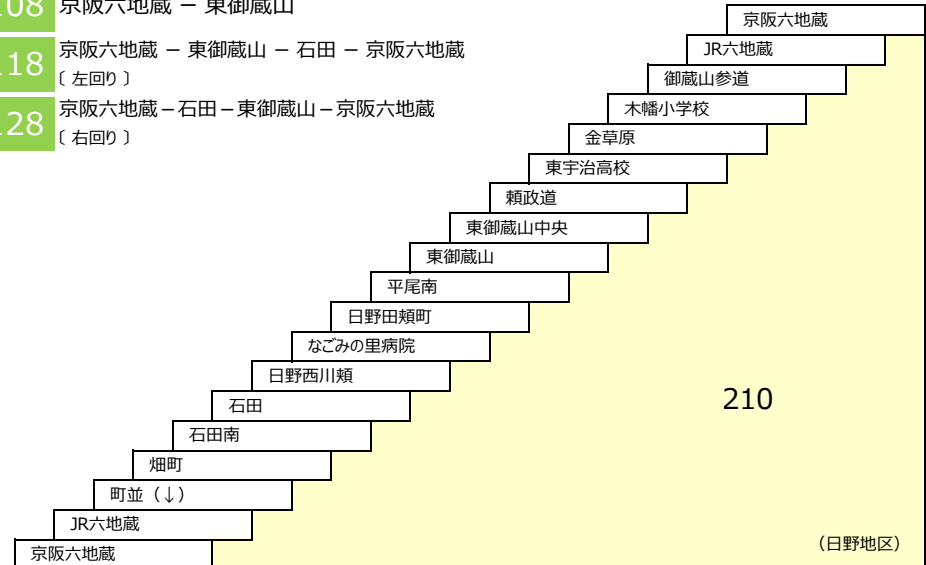 108 京阪六地蔵 － 東御蔵山
118 京阪六地蔵 － 東御蔵山 － 石田 － 京阪六地蔵
〔 左回り 〕
128 京阪六地蔵－石田－東御蔵山－京阪六地蔵
〔 右回り 〕
京阪六地蔵
JR六地蔵
御蔵山参道
木幡小学校
金草原
東宇治高校
頼政道
東御蔵山中央
東御蔵山
平尾南
日野田頬町
なごみの里病院
日野西川頬
石田
210
石田南
畑町
町並（↓）
JR六地蔵
京阪六地蔵
（日野地区）